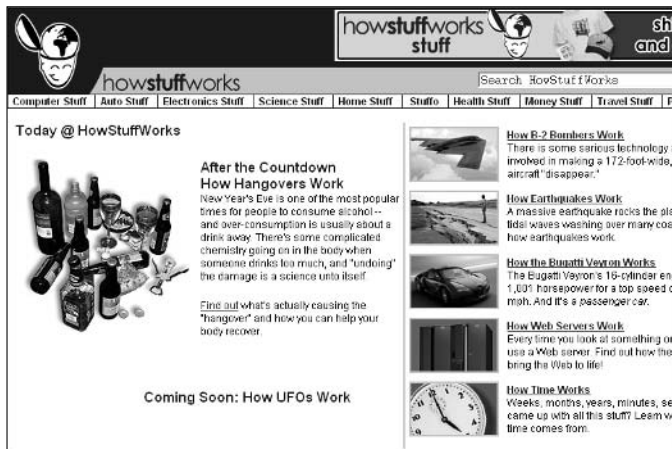 howstuffworks
stuff
sh
and
howstuffworks
Search HowStuffWorks
Computer Stuff
Auto Stuff
Electronics Stuff
Science Stuff
Home Stuff
Stuffo
Health Stuff
Money Stuff
Travel Stuff
P
Today @ HowStuffWorks
After the Countdown
How Hangovers Work
New Year's Eve is one of the most popular
times for people to consume alcohol --
and over-consumption is usually about a
drink away. There's some complicated
chemistry going on in the body when
someone drinks too much, and "undoing"
the damage is a science unto itself.
Find out what's actually causing the
"hangover" and how you can help your
body recover.
Coming Soon: How UFOs Work
How B-2 Bombers Work
There is some serious technology
involved in making a 172-foot-wide,
aircraft "disappear."
How Earthquakes Work
A massive earthquake rocks the pla
tidal waves washing over many coa
how earthquakes work.
How the Bugatti Veyron Works
The Bugatti Veyron's 16-cylinder en
1,001 horsepower for a top speed o
mph. And it's a passenger car.
How Web Servers Work
Every time you look at something on
use a Web server. Find out how the
bring the Web to life!
How Time Works
Weeks, months, years, minutes, se
came up with all this stuff? Learn w
time comes from.